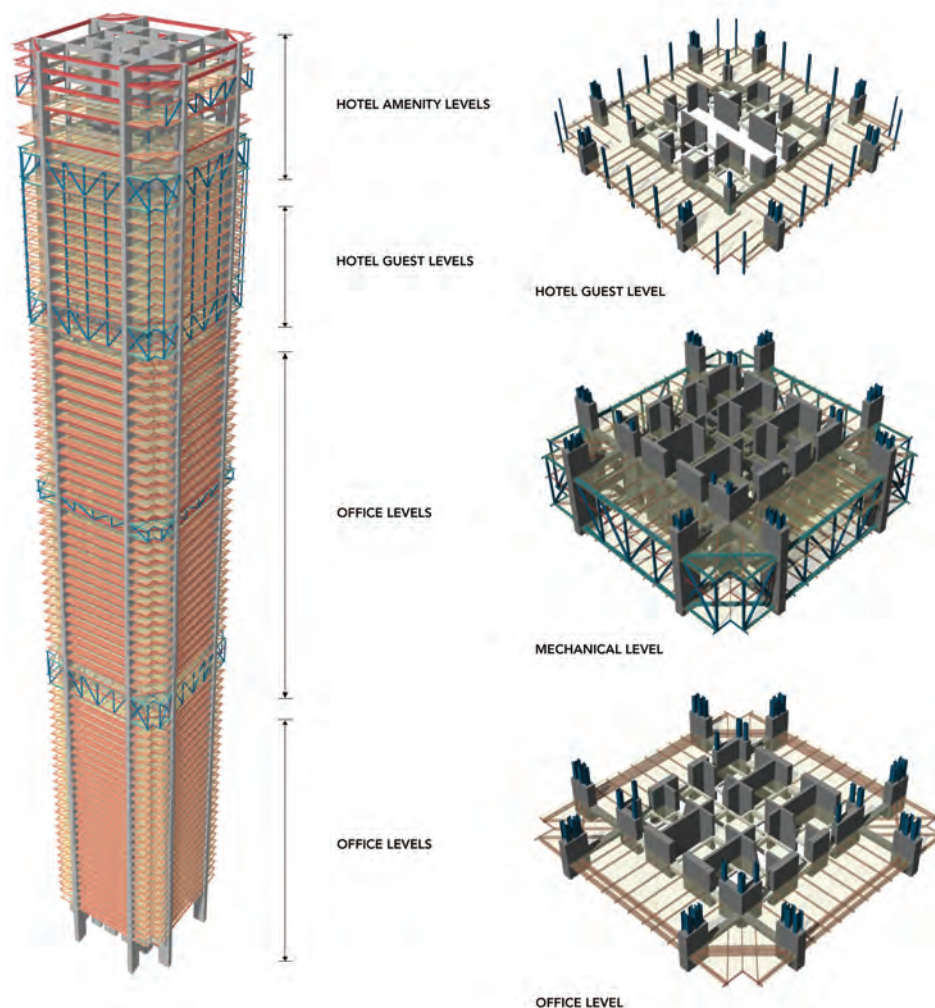 HOTEL AMENITY LEVELS
HOTEL GUEST LEVELS
OFFICE LEVELS
OFFICE LEVELS
HOTEL GUEST LEVEL
MECHANICAL LEVEL
OFFICE LEVEL